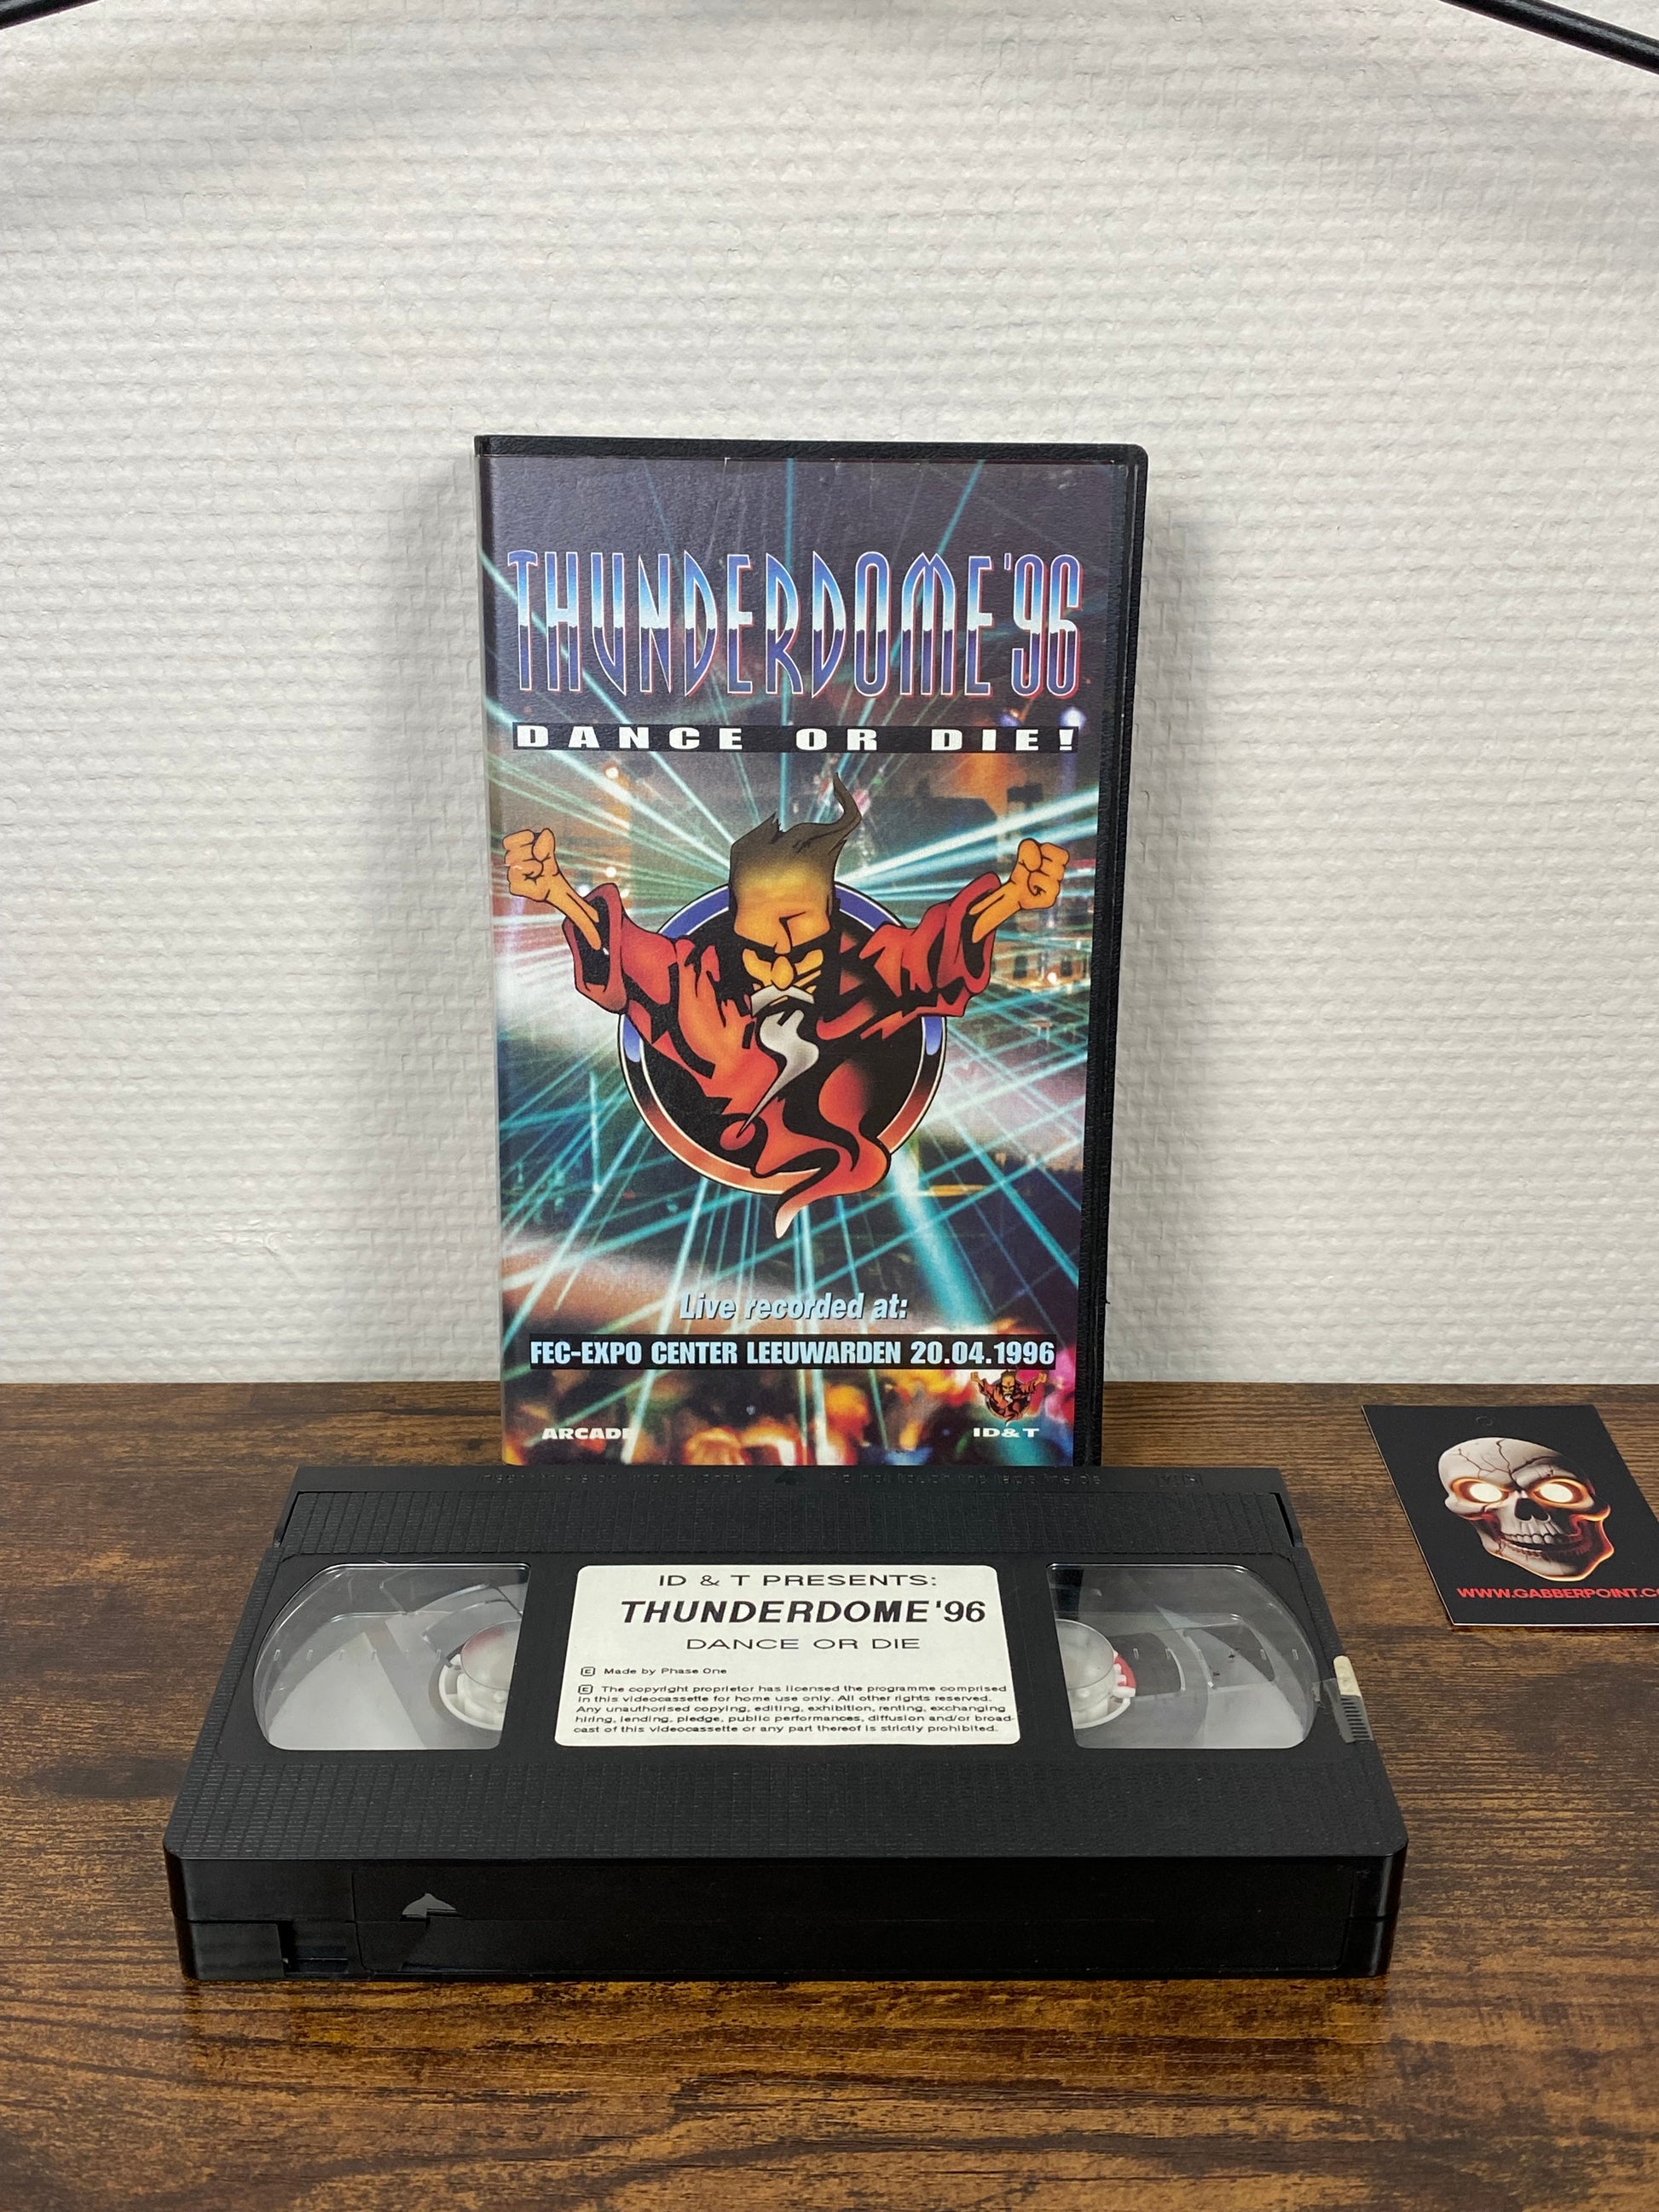 THUNDERDOME '96
DANCE OR DIE!
Live recorded at:
FEC-EXPO CENTER LEEUWARDEN 20.04.1996
ARCADE
ID&T
ID & T PRESENTS:
THUNDERDOME '96
DANCE OR DIE
Made by Phase One
The copyright proprietor has licensed the programme comprised
in this videocassette for home use only. All other rights reserved.
Any unauthorised copying, editing, exhibition, renting, exchanging
hiring, lending, pledge, public performances, diffusion and/or broad-
cast of this videocassette or any part thereof is strictly prohibited.
WWW.GABBERPOINT.CO